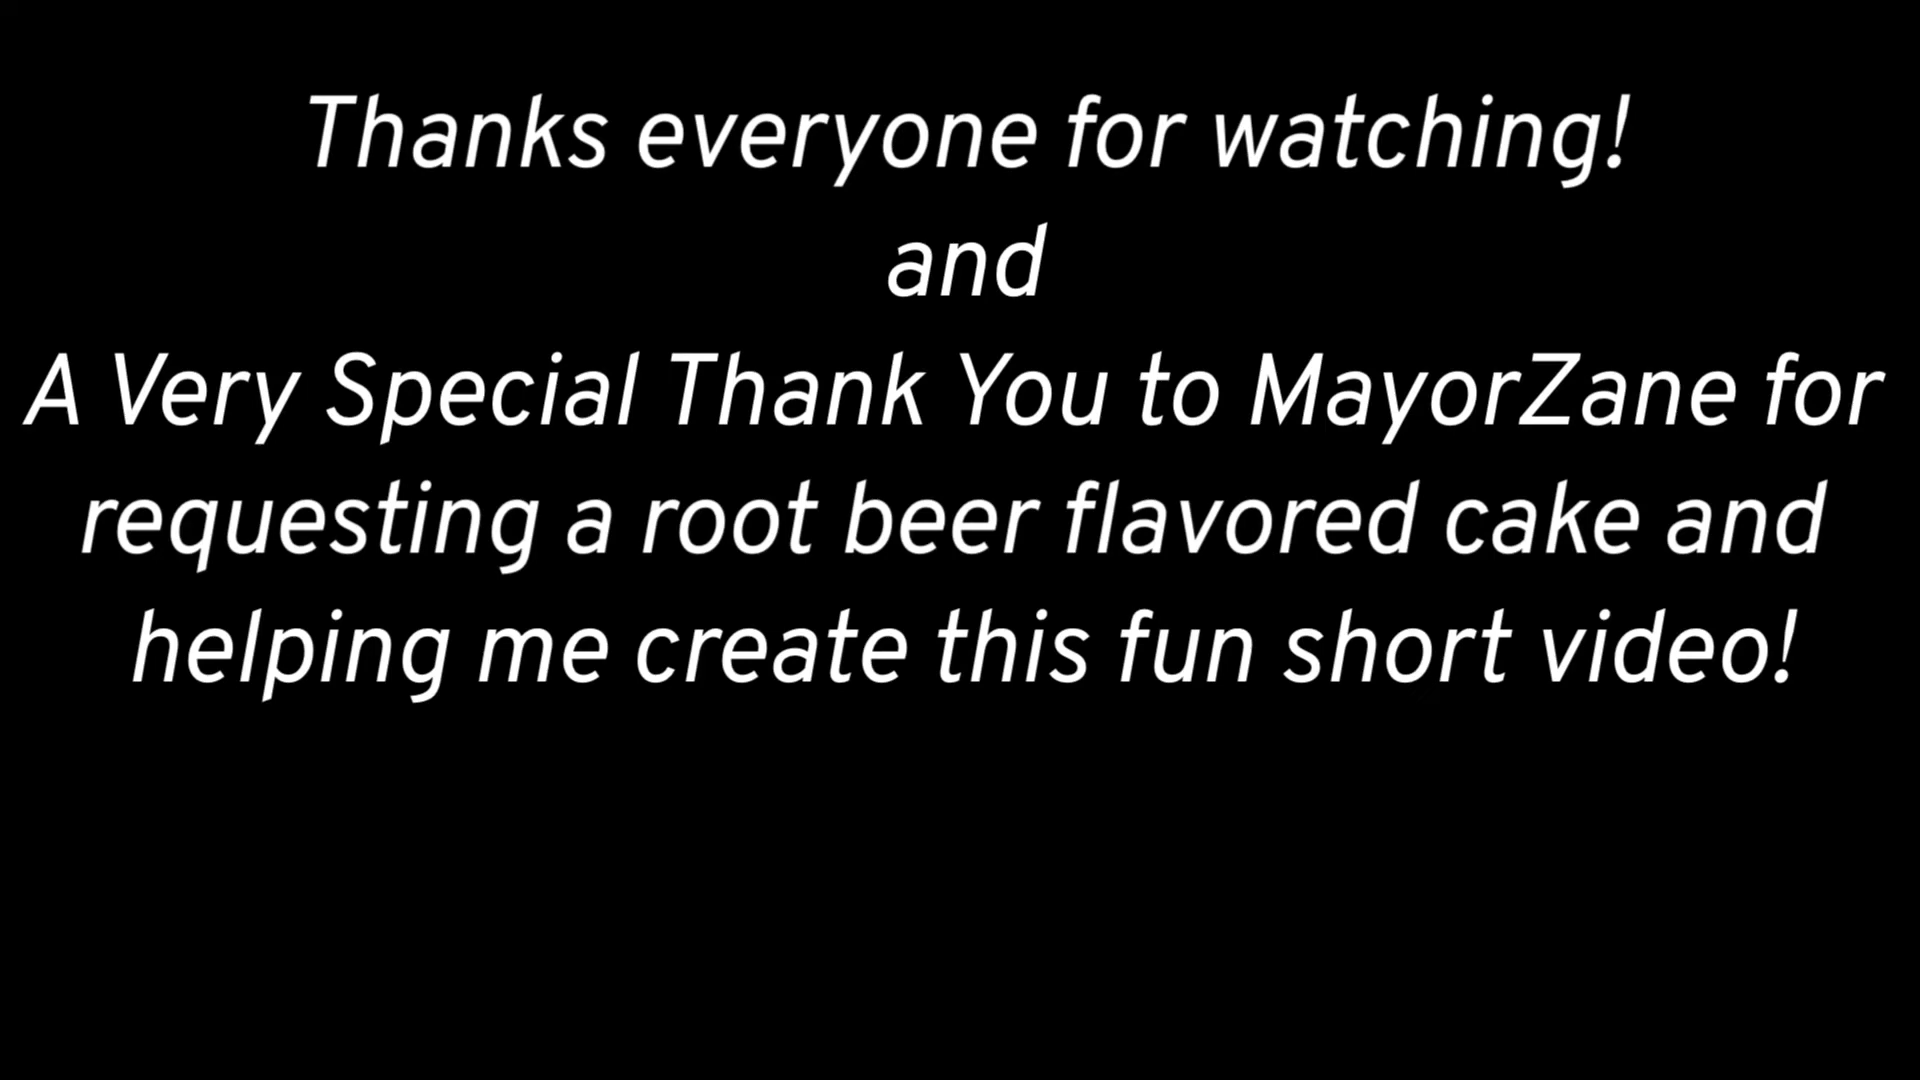 Thanks everyone for watching!
and
A Very Special Thank You to MayorZane for
requesting a root beer flavored cake and
helping me create this fun short video!